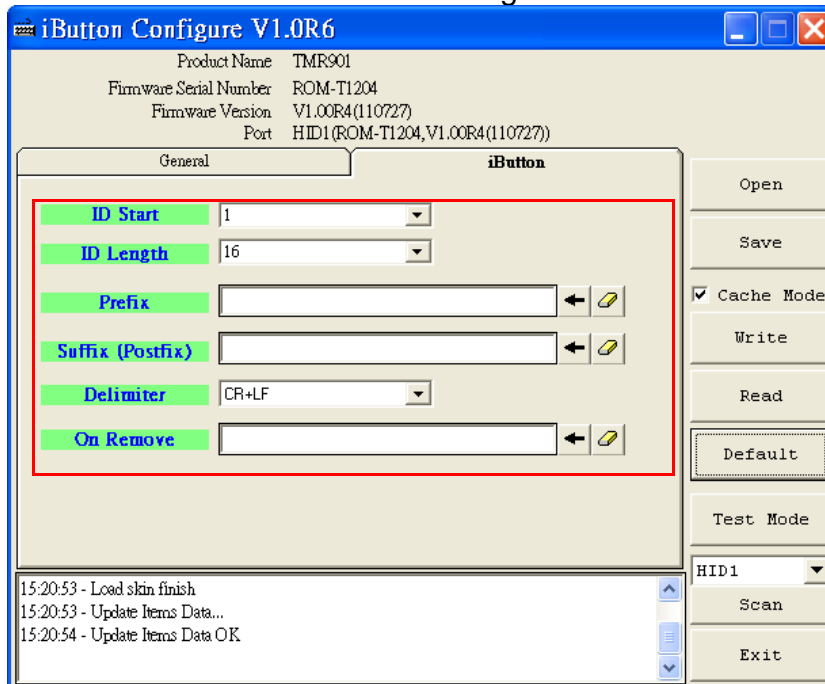 iButton Configure V1.0R6
Product Name TMR901
Firmware Serial Number ROM-T1204
Firmware Version V1.00R4(110727)
Port HID1(ROM-T1204,V1.00R4(110727))
General iButton
ID Start 1
ID Length 16
Prefix
Suffix (Postfix)
Delimiter CR+LF
On Remove
Open
Save
Cache Mode
Write
Read
Default
Test Mode
HID1
Scan
Exit
15:20:53 - Load skin finish
15:20:53 - Update Items Data...
15:20:54 - Update Items Data OK